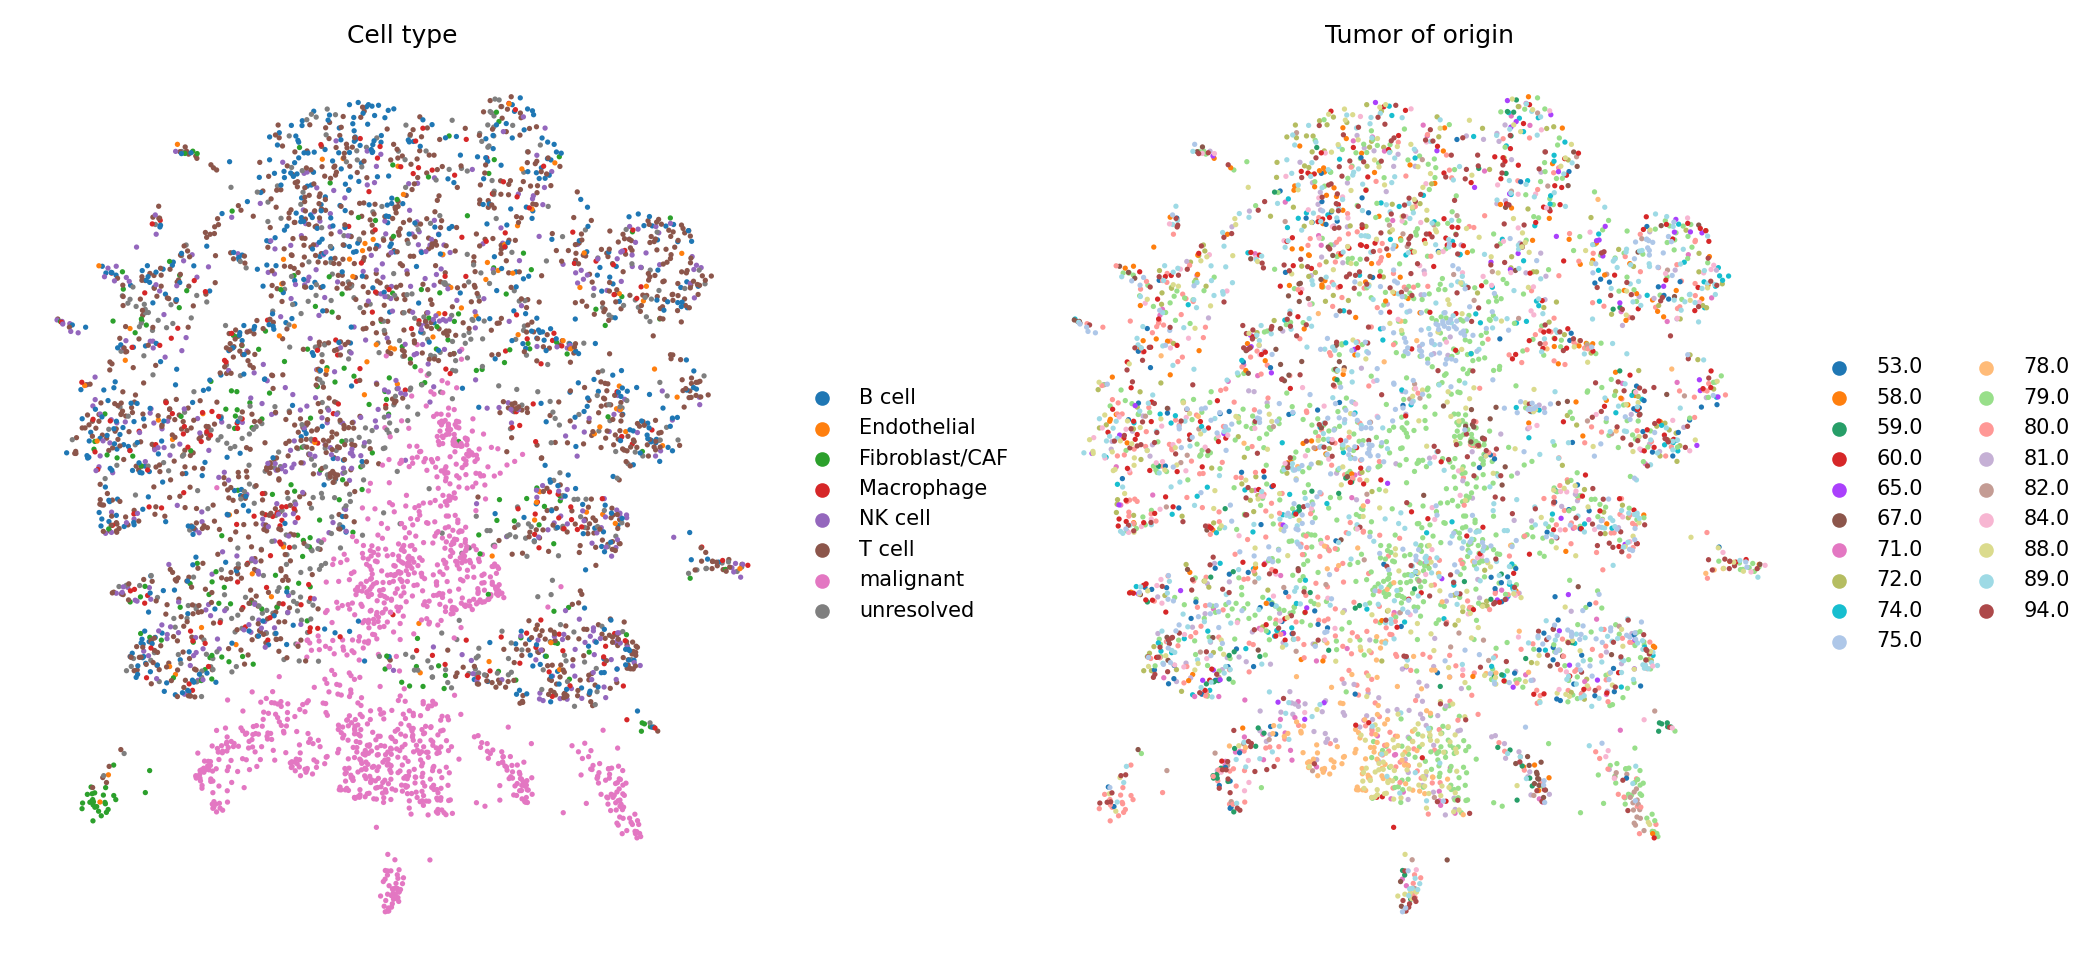 Cell type
B cell
Endothelial
Fibroblast/CAF
Macrophage
NK cell
T cell
malignant
unresolved
Tumor of origin
53.0
58.0
59.0
60.0
65.0
67.0
71.0
72.0
74.0
75.0
78.0
79.0
80.0
81.0
82.0
84.0
88.0
89.0
94.0